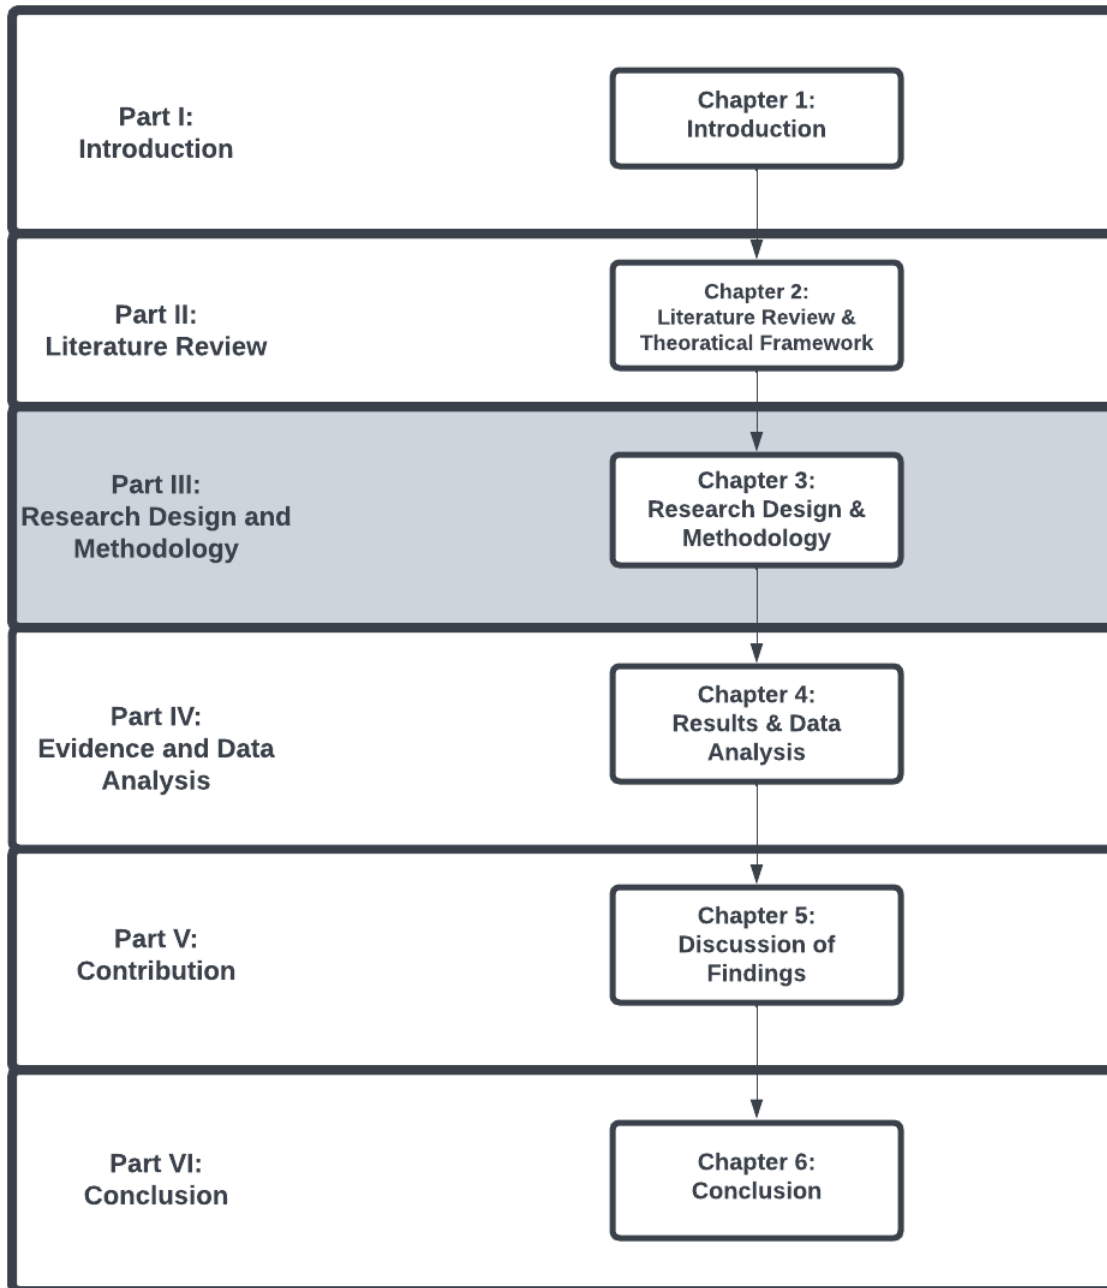 Part I:
Introduction
Chapter 1:
Introduction
Part II:
Literature Review
Chapter 2:
Literature Review &
Theoratical Framework
Part III:
Research Design and
Methodology
Chapter 3:
Research Design &
Methodology
Part IV:
Evidence and Data
Analysis
Chapter 4:
Results & Data
Analysis
Part V:
Contribution
Chapter 5:
Discussion of
Findings
Part VI:
Conclusion
Chapter 6:
Conclusion